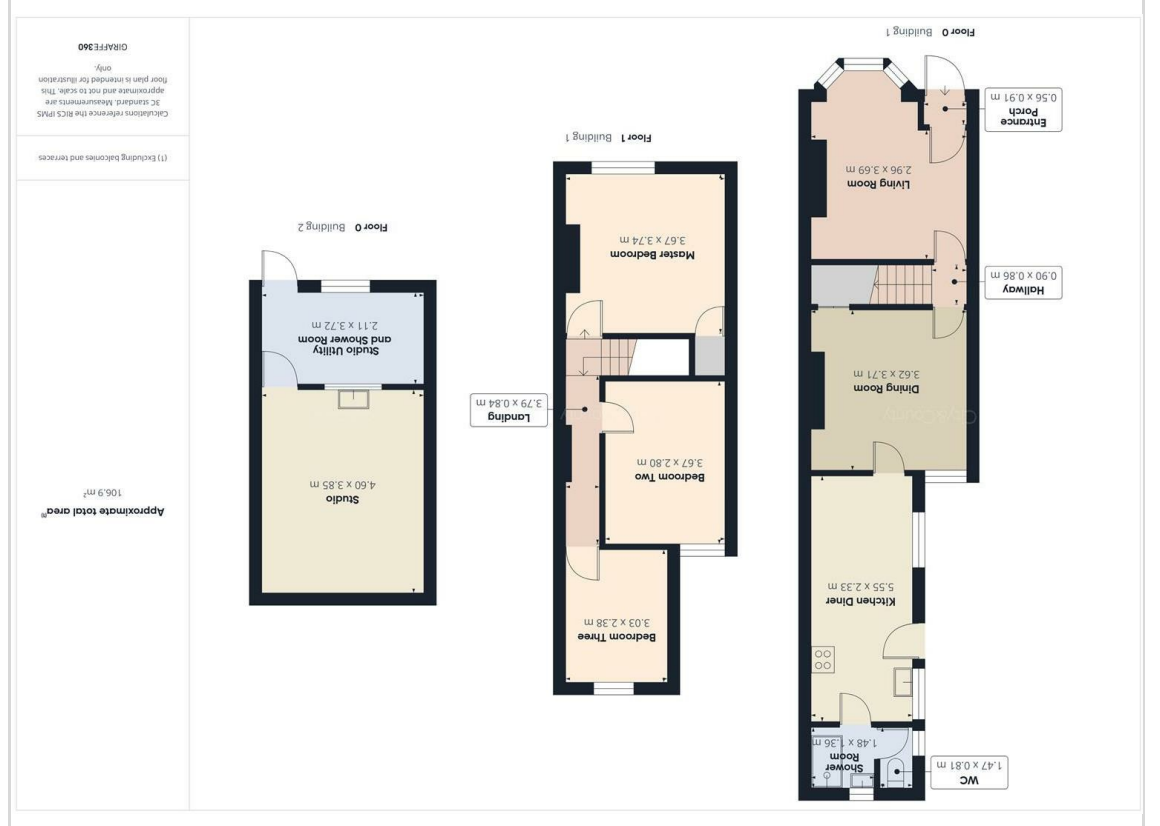 WC
1.47 x 0.81 m
Shower
Room
1.48 x 1.36 m
Kitchen Diner
5.55 x 2.33 m
Dining Room
3.62 x 3.71 m
Hallway
0.90 x 0.86 m
Living Room
2.96 x 3.69 m
Entrance
Porch
0.56 x 0.91 m
Floor 0 Building 1
Bedroom Three
3.03 x 2.38 m
Bedroom Two
3.67 x 2.80 m
Landing
3.79 x 0.84 m
Master Bedroom
3.67 x 3.74 m
Floor 1 Building 1
Studio
4.60 x 3.85 m
Studio Utility
and Shower Room
2.11 x 3.72 m
Floor 0 Building 2
Approximate total area⁽¹⁾
106.9 m²
(1) Excluding balconies and terraces
Calculations reference the RICS IPMS
3C standard. Measurements are
approximate and not to scale. This
floor plan is intended for illustration
only.
GIRAFFE360